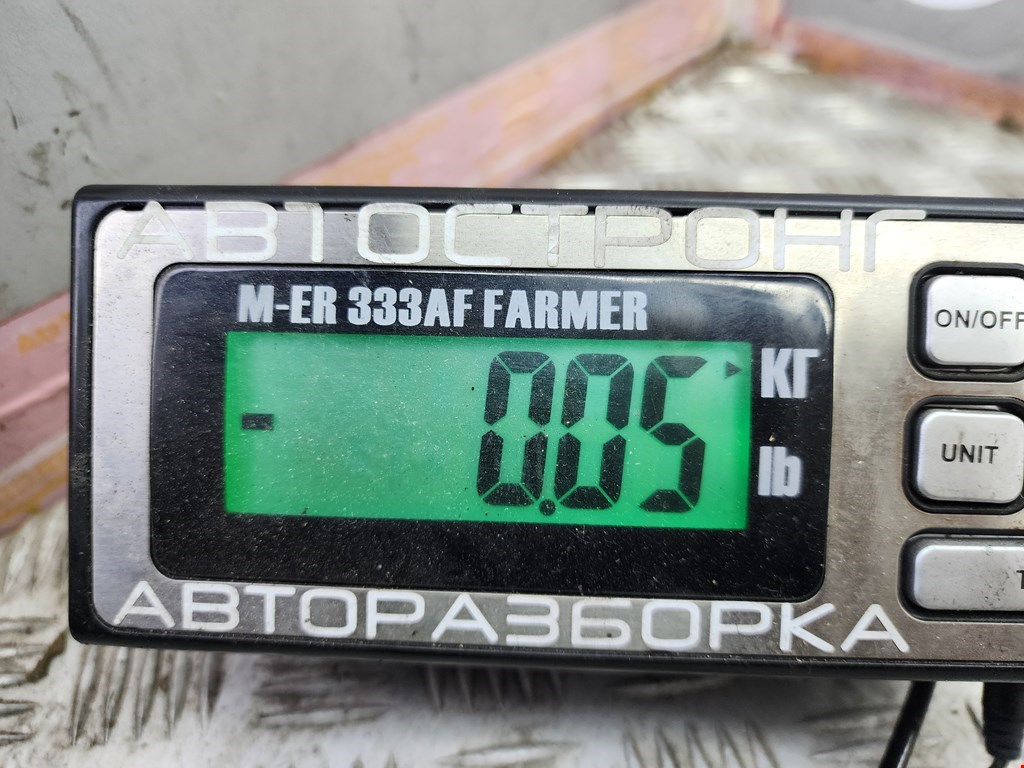 АВТОСТРОНГ
M-ER 333AF FARMER
- 0.05
КГ
lb
ON/OFF
UNIT
T
АВТОРАЗБОРКА